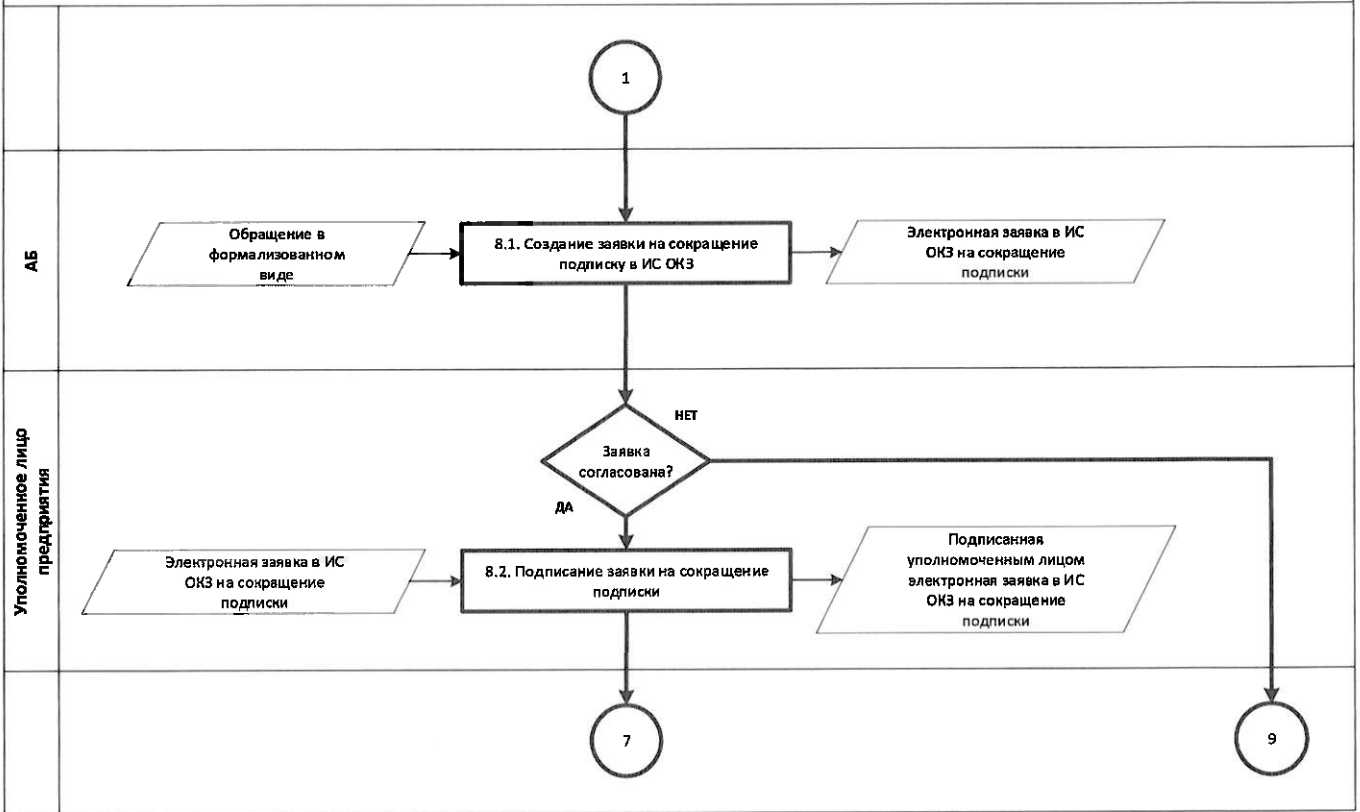 1
АБ
Обращение в
формализованном
виде
8.1. Создание заявки на сокращение
подписку в ИС ОКЗ
Электронная заявка в ИС
ОКЗ на сокращение
подписки
Уполномоченное лицо
предприятия
НЕТ
Заявка
согласована?
ДА
Электронная заявка в ИС
ОКЗ на сокращение
подписки
8.2. Подписание заявки на сокращение
подписки
Подписанная
уполномоченным лицом
электронная заявка в ИС
ОКЗ на сокращение
подписки
7
9